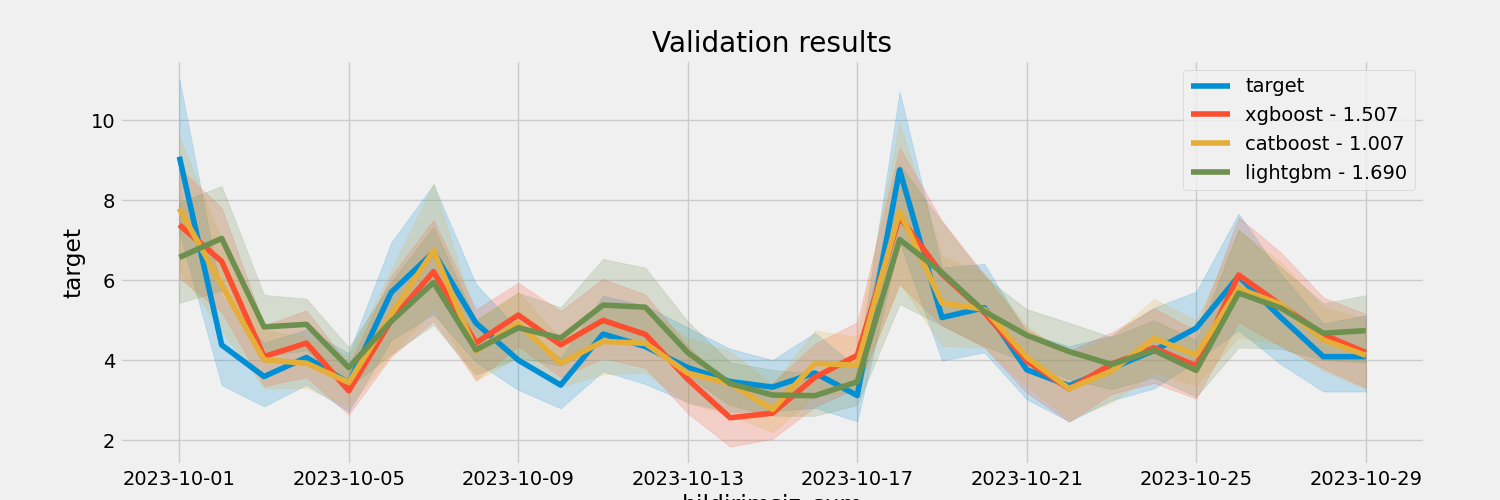 Validation results
target
10
8
6
4
2
target
xgboost - 1.507
catboost - 1.007
lightgbm - 1.690
2023-10-01 2023-10-05 2023-10-09 2023-10-13 2023-10-17 2023-10-21 2023-10-25 2023-10-29